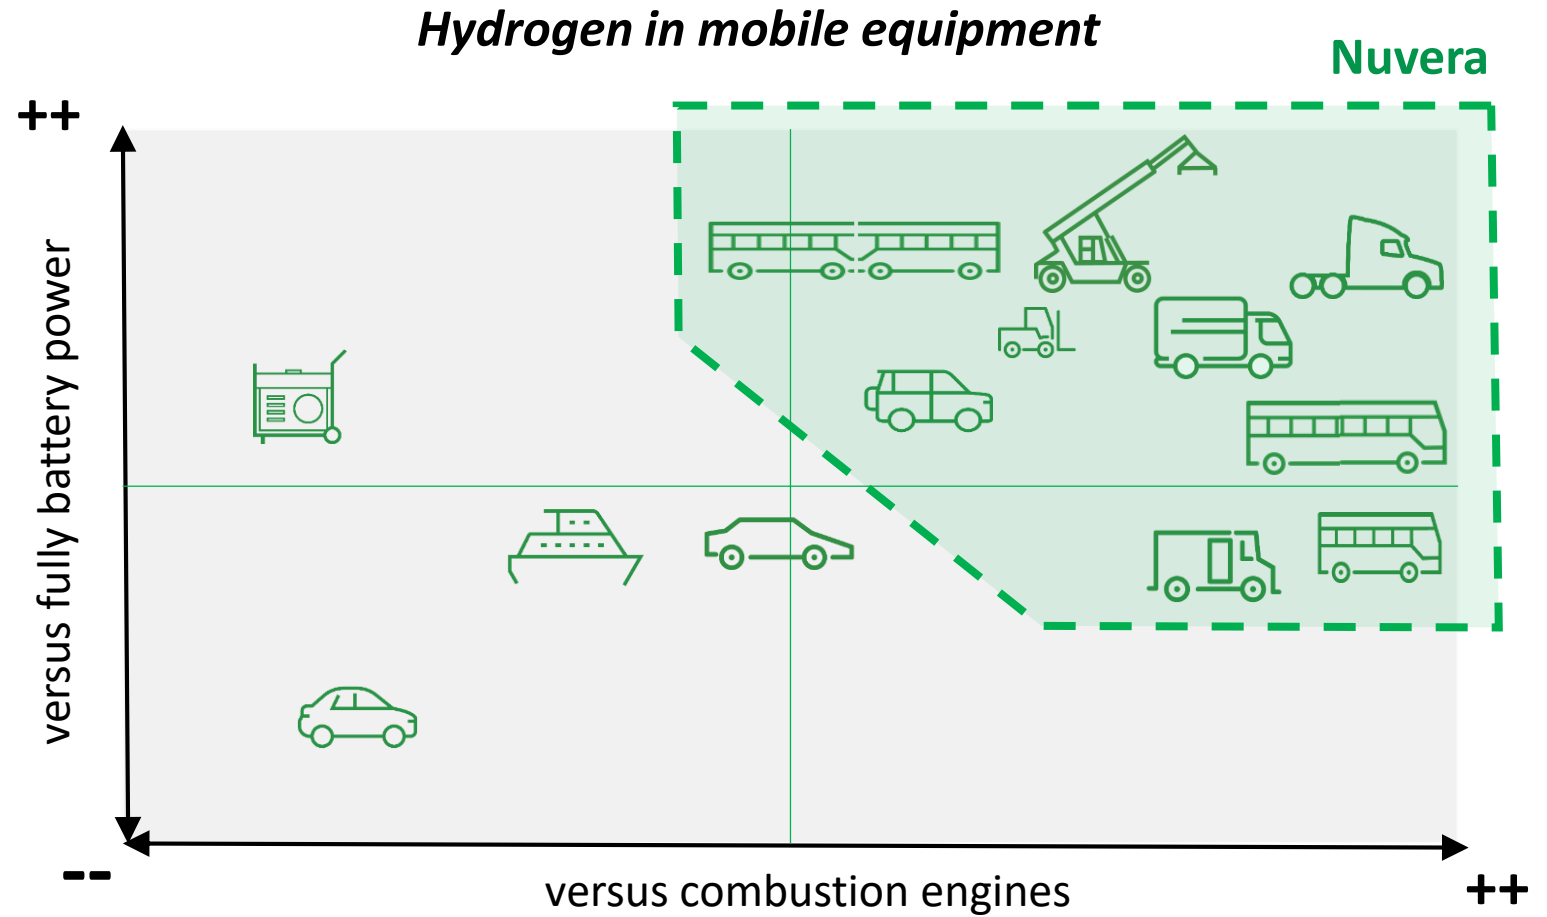 Hydrogen in mobile equipment
Nuvera
++
versus fully battery power
--
versus combustion engines
++